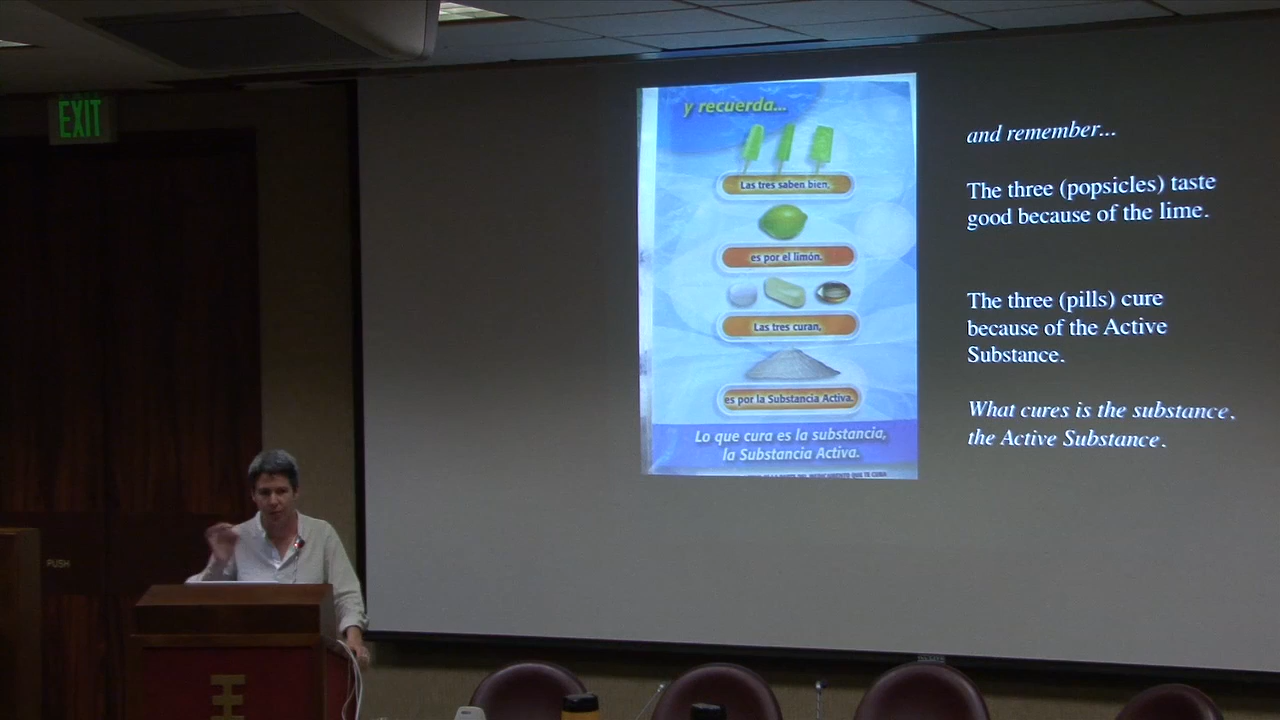 EXIT
PUSH
y recuerda...
Las tres saben bien,
es por el limón.
Las tres curan,
es por la Substancia Activa.
Lo que cura es la substancia,
la Substancia Activa.
and remember...
The three (popsicles) taste
good because of the lime.
The three (pills) cure
because of the Active
Substance.
What cures is the substance,
the Active Substance.